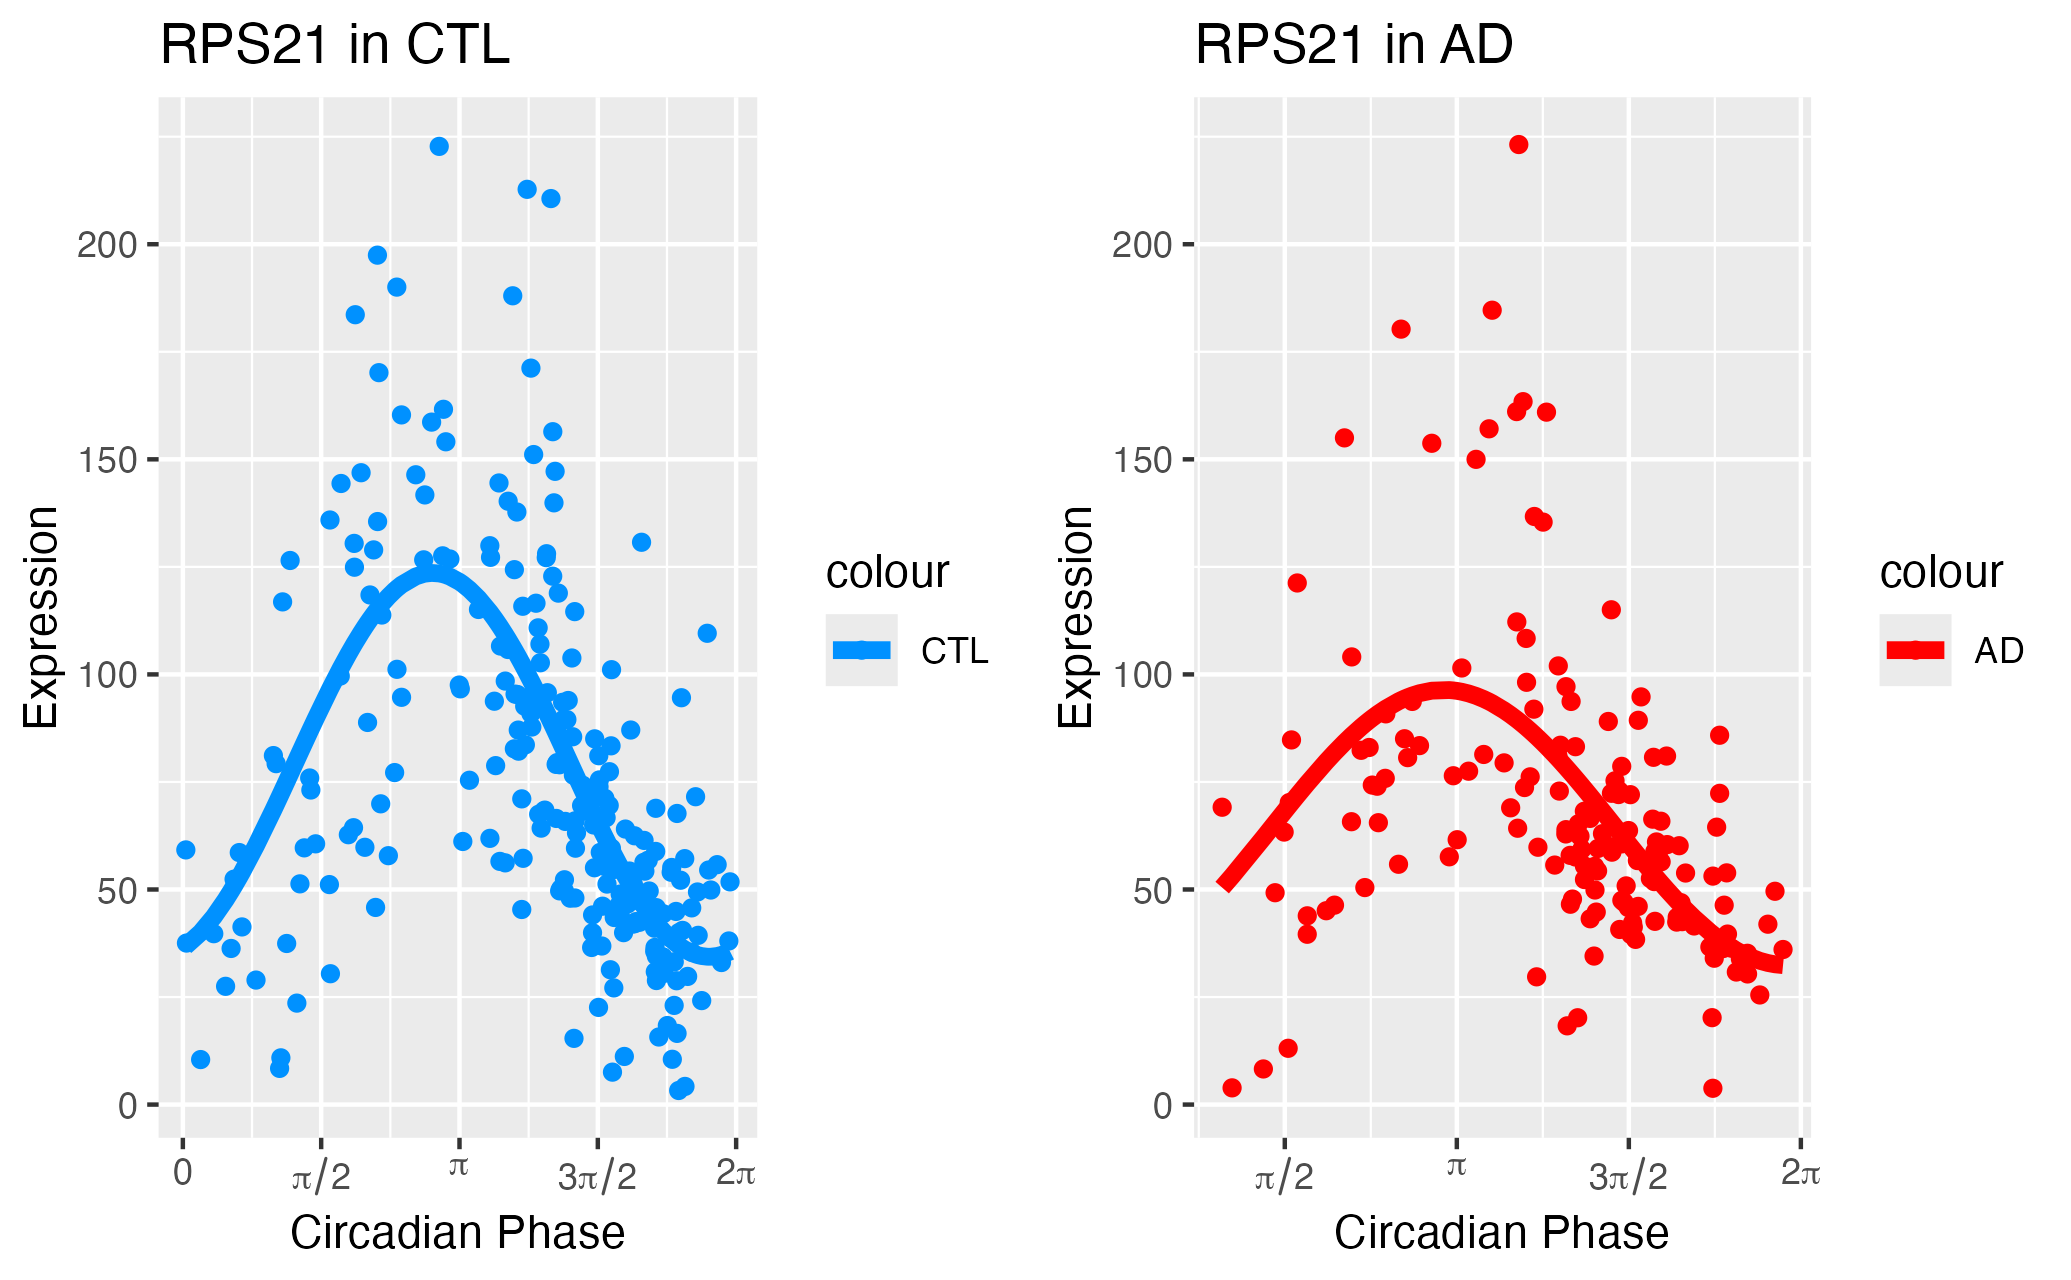 RPS21 in CTL
Expression
200
150
100
50
0
0 π/2 π 3π/2 2π
Circadian Phase
colour
CTL
RPS21 in AD
Expression
200
150
100
50
0
π/2 π 3π/2 2π
Circadian Phase
colour
AD